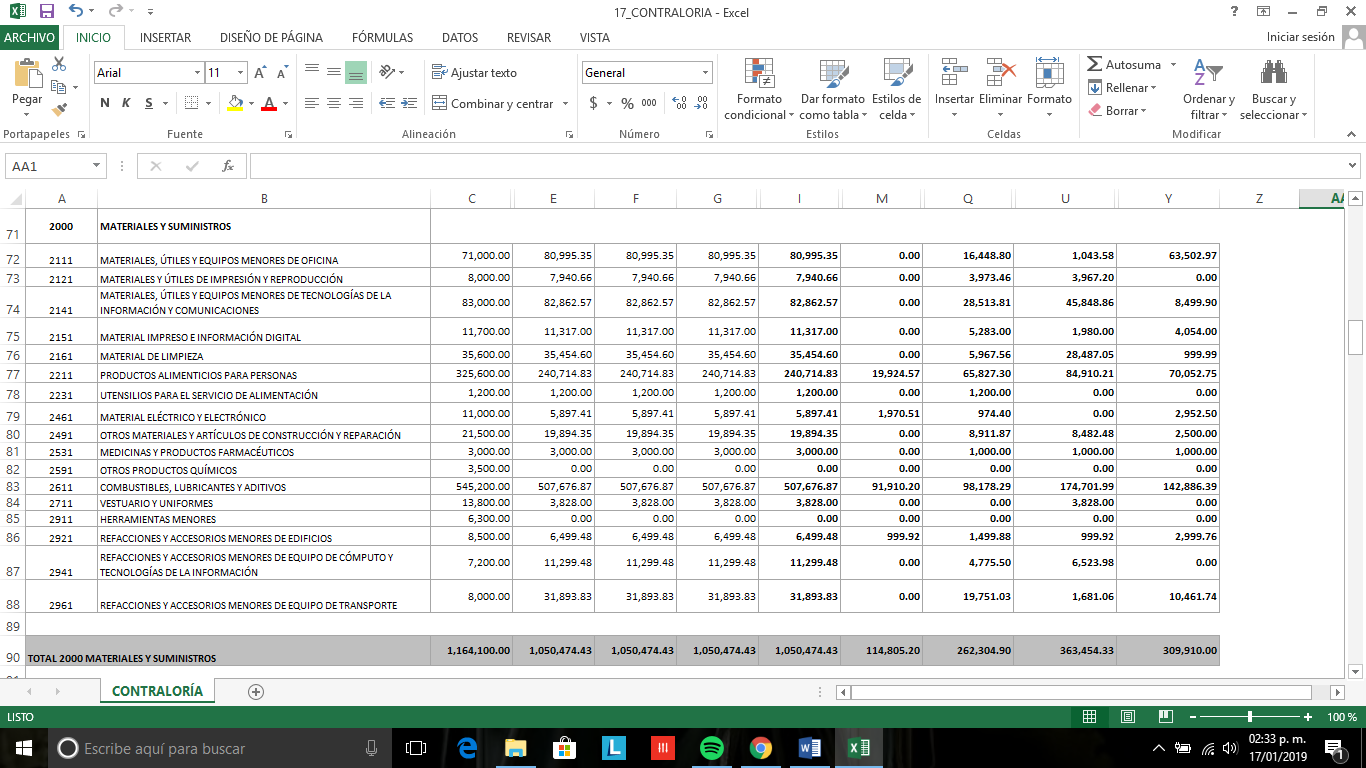 17_CONTRALORIA - Excel
ARCHIVO INICIO INSERTAR DISEÑO DE PÁGINA FÓRMULAS DATOS REVISAR VISTA Iniciar sesión
Arial 11 Ajustar texto General Autosuma
Pegar Formato Dar formato Estilos de Insertar Eliminar Formato Rellenar Ordenar y Buscar y
N K S A Combinar y centrar $ % 000 condicional como tabla celda Borrar filtrar seleccionar
Portapapeles Fuente Alineación Número Estilos Celdas Modificar
AA1 fx
A B C E F G I M Q U Y Z AA
71 2000 MATERIALES Y SUMINISTROS
72 2111 MATERIALES, ÚTILES Y EQUIPOS MENORES DE OFICINA 71,000.00 80,995.35 80,995.35 80,995.35 80,995.35 0.00 16,448.80 1,043.58 63,502.97
73 2121 MATERIALES Y ÚTILES DE IMPRESIÓN Y REPRODUCCIÓN 8,000.00 7,940.66 7,940.66 7,940.66 7,940.66 0.00 3,973.46 3,967.20 0.00
74 2141 MATERIALES, ÚTILES Y EQUIPOS MENORES DE TECNOLOGÍAS DE LA
INFORMACIÓN Y COMUNICACIONES 83,000.00 82,862.57 82,862.57 82,862.57 82,862.57 0.00 28,513.81 45,848.86 8,499.90
75 2151 MATERIAL IMPRESO E INFORMACIÓN DIGITAL 11,700.00 11,317.00 11,317.00 11,317.00 11,317.00 0.00 5,283.00 1,980.00 4,054.00
76 2161 MATERIAL DE LIMPIEZA 35,600.00 35,454.60 35,454.60 35,454.60 35,454.60 0.00 5,967.56 28,487.05 999.99
77 2211 PRODUCTOS ALIMENTICIOS PARA PERSONAS 325,600.00 240,714.83 240,714.83 240,714.83 240,714.83 19,924.57 65,827.30 84,910.21 70,052.75
78 2231 UTENSILIOS PARA EL SERVICIO DE ALIMENTACIÓN 1,200.00 1,200.00 1,200.00 1,200.00 1,200.00 0.00 1,200.00 0.00 0.00
79 2461 MATERIAL ELÉCTRICO Y ELECTRÓNICO 11,000.00 5,897.41 5,897.41 5,897.41 5,897.41 1,970.51 974.40 0.00 2,952.50
80 2491 OTROS MATERIALES Y ARTÍCULOS DE CONSTRUCCIÓN Y REPARACIÓN 21,500.00 19,894.35 19,894.35 19,894.35 19,894.35 0.00 8,911.87 8,482.48 2,500.00
81 2531 MEDICINAS Y PRODUCTOS FARMACÉUTICOS 3,000.00 3,000.00 3,000.00 3,000.00 3,000.00 0.00 1,000.00 1,000.00 1,000.00
82 2591 OTROS PRODUCTOS QUÍMICOS 3,500.00 0.00 0.00 0.00 0.00 0.00 0.00 0.00 0.00
83 2611 COMBUSTIBLES, LUBRICANTES Y ADITIVOS 545,200.00 507,676.87 507,676.87 507,676.87 507,676.87 91,910.20 98,178.29 174,701.99 142,886.39
84 2711 VESTUARIO Y UNIFORMES 13,800.00 3,828.00 3,828.00 3,828.00 3,828.00 0.00 0.00 3,828.00 0.00
85 2911 HERRAMIENTAS MENORES 6,300.00 0.00 0.00 0.00 0.00 0.00 0.00 0.00 0.00
86 2921 REFACCIONES Y ACCESORIOS MENORES DE EDIFICIOS 8,500.00 6,499.48 6,499.48 6,499.48 6,499.48 999.92 1,499.88 999.92 2,999.76
87 2941 REFACCIONES Y ACCESORIOS MENORES DE EQUIPO DE CÓMPUTO Y
TECNOLOGÍAS DE LA INFORMACIÓN 7,200.00 11,299.48 11,299.48 11,299.48 11,299.48 0.00 4,775.50 6,523.98 0.00
88 2961 REFACCIONES Y ACCESORIOS MENORES DE EQUIPO DE TRANSPORTE 8,000.00 31,893.83 31,893.83 31,893.83 31,893.83 0.00 19,751.03 1,681.06 10,461.74
89
90 TOTAL 2000 MATERIALES Y SUMINISTROS 1,164,100.00 1,050,474.43 1,050,474.43 1,050,474.43 1,050,474.43 114,805.20 262,304.90 363,454.33 309,910.00
CONTRALORÍA
LISTO 100 %
Escribe aquí para buscar 02:33 p. m.
17/01/2019 1